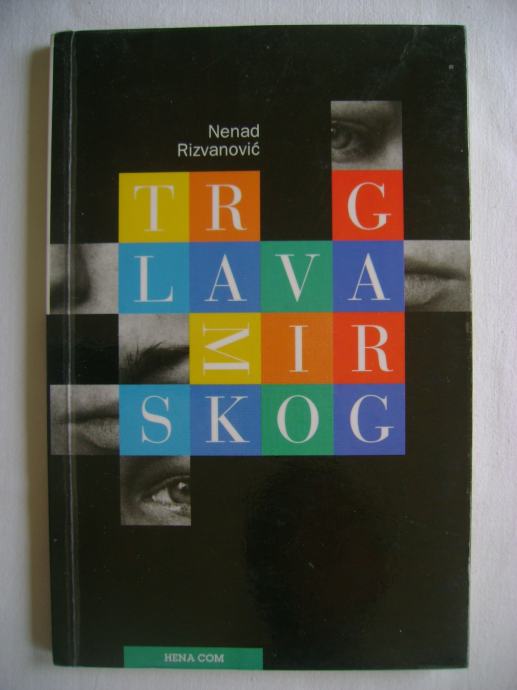 Nenad
Rizvanović
TR G
LAVA
MIR
SKOG
HENA COM